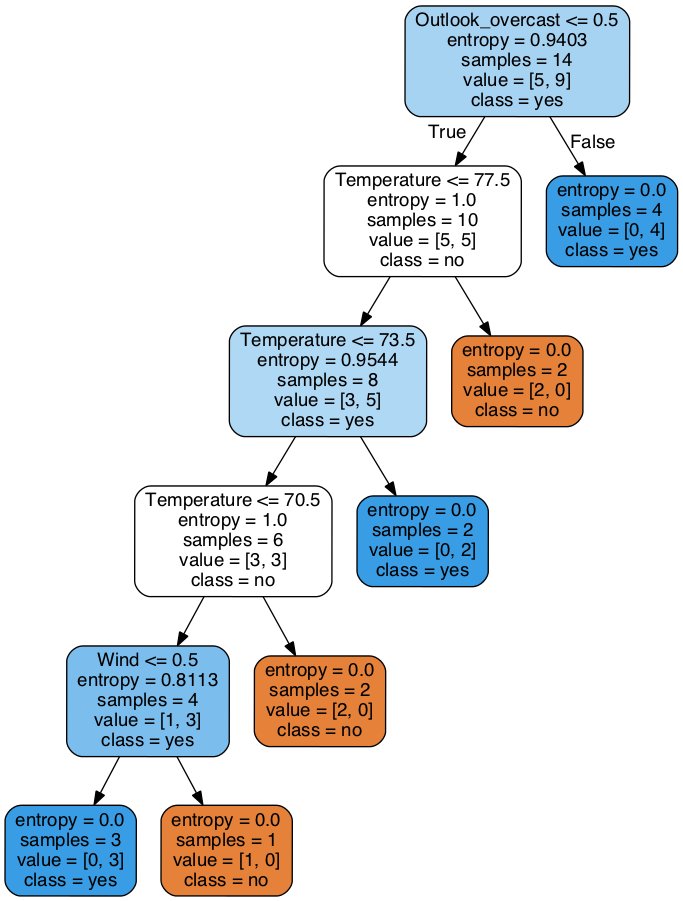 Outlook_overcast <= 0.5
entropy = 0.9403
samples = 14
value = [5, 9]
class = yes
True
False
Temperature <= 77.5
entropy = 1.0
samples = 10
value = [5, 5]
class = no
entropy = 0.0
samples = 4
value = [0, 4]
class = yes
Temperature <= 73.5
entropy = 0.9544
samples = 8
value = [3, 5]
class = yes
entropy = 0.0
samples = 2
value = [2, 0]
class = no
Temperature <= 70.5
entropy = 1.0
samples = 6
value = [3, 3]
class = no
entropy = 0.0
samples = 2
value = [0, 2]
class = yes
Wind <= 0.5
entropy = 0.8113
samples = 4
value = [1, 3]
class = yes
entropy = 0.0
samples = 2
value = [2, 0]
class = no
entropy = 0.0
samples = 3
value = [0, 3]
class = yes
entropy = 0.0
samples = 1
value = [1, 0]
class = no